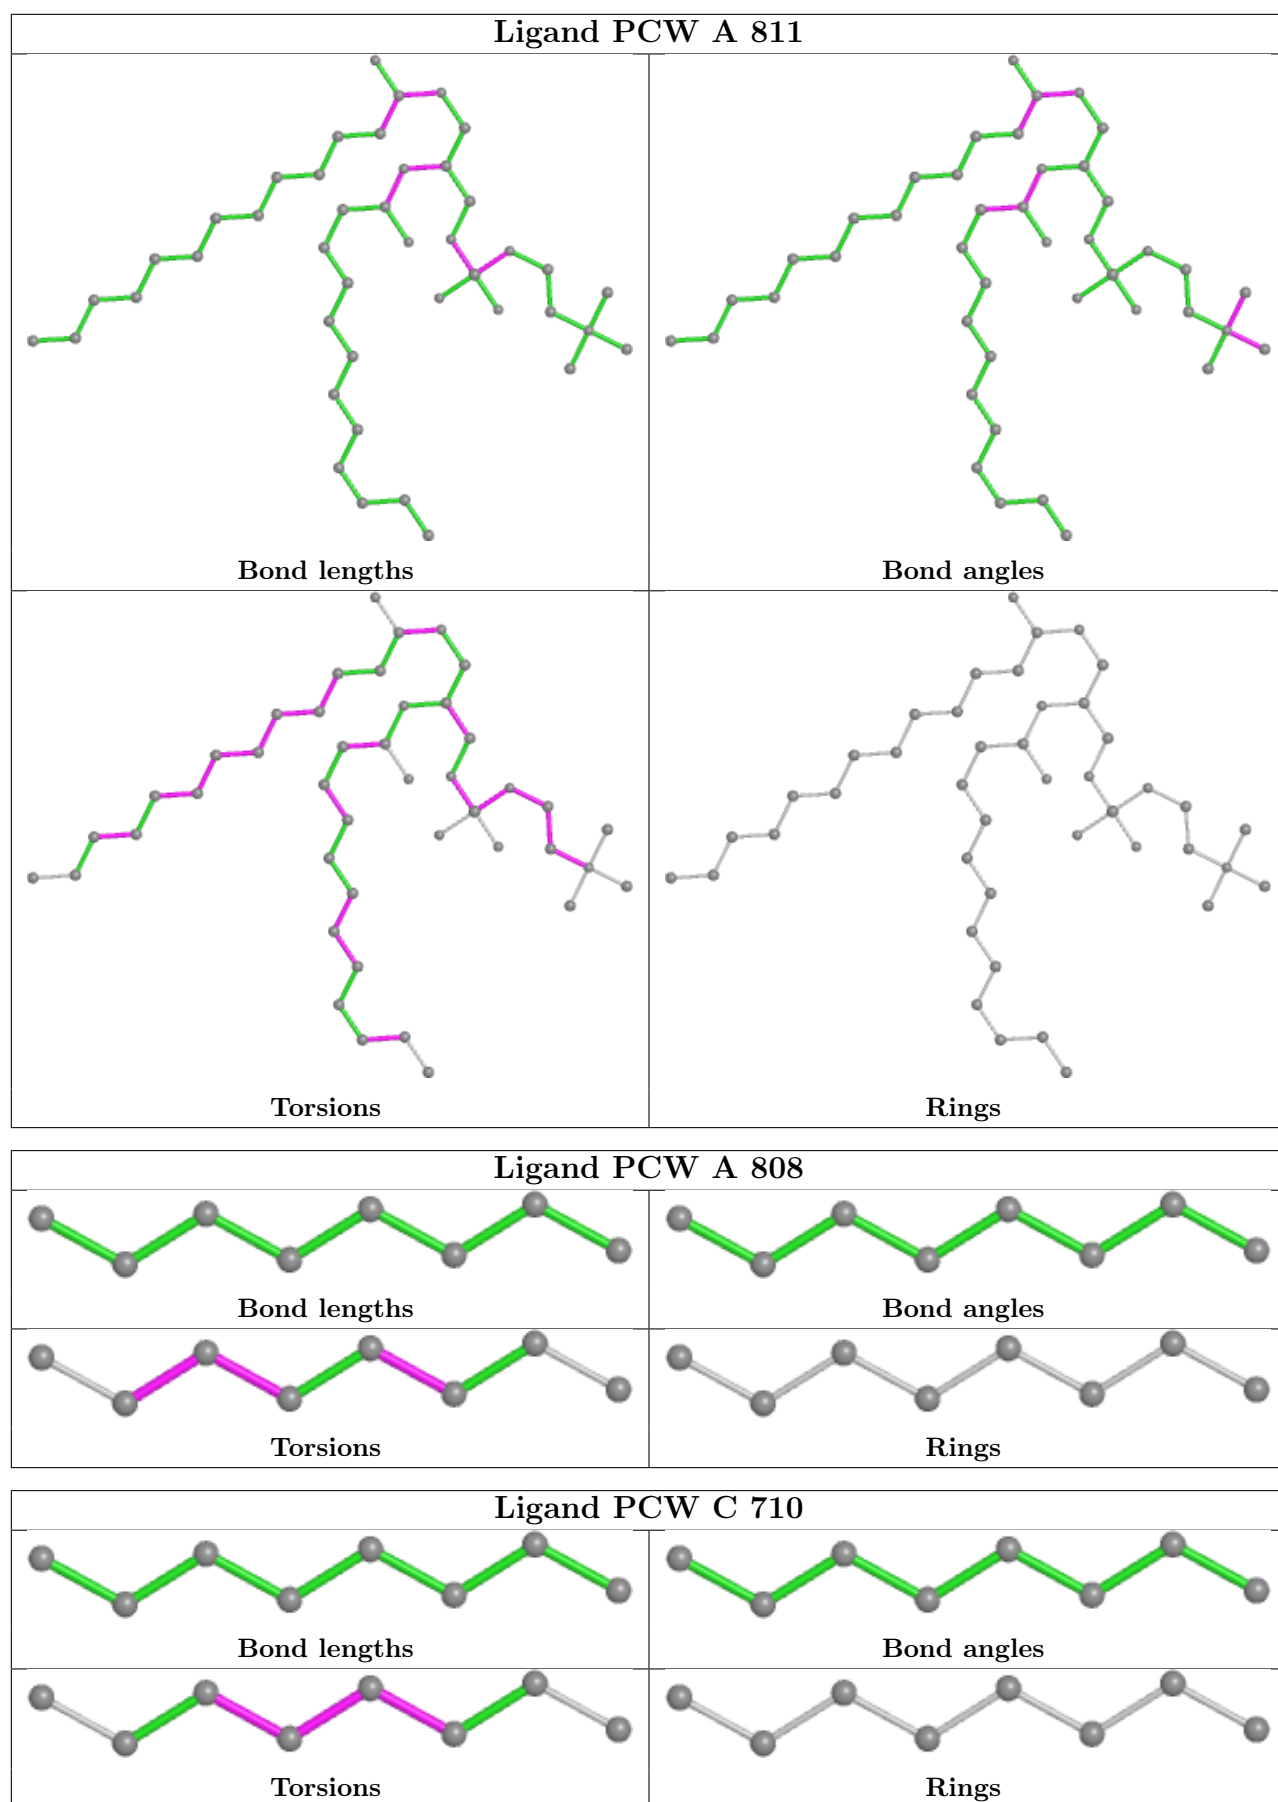 Ligand PCW A 811
Bond lengths
Bond angles
Torsions
Rings
Ligand PCW A 808
Bond lengths
Bond angles
Torsions
Rings
Ligand PCW C 710
Bond lengths
Bond angles
Torsions
Rings